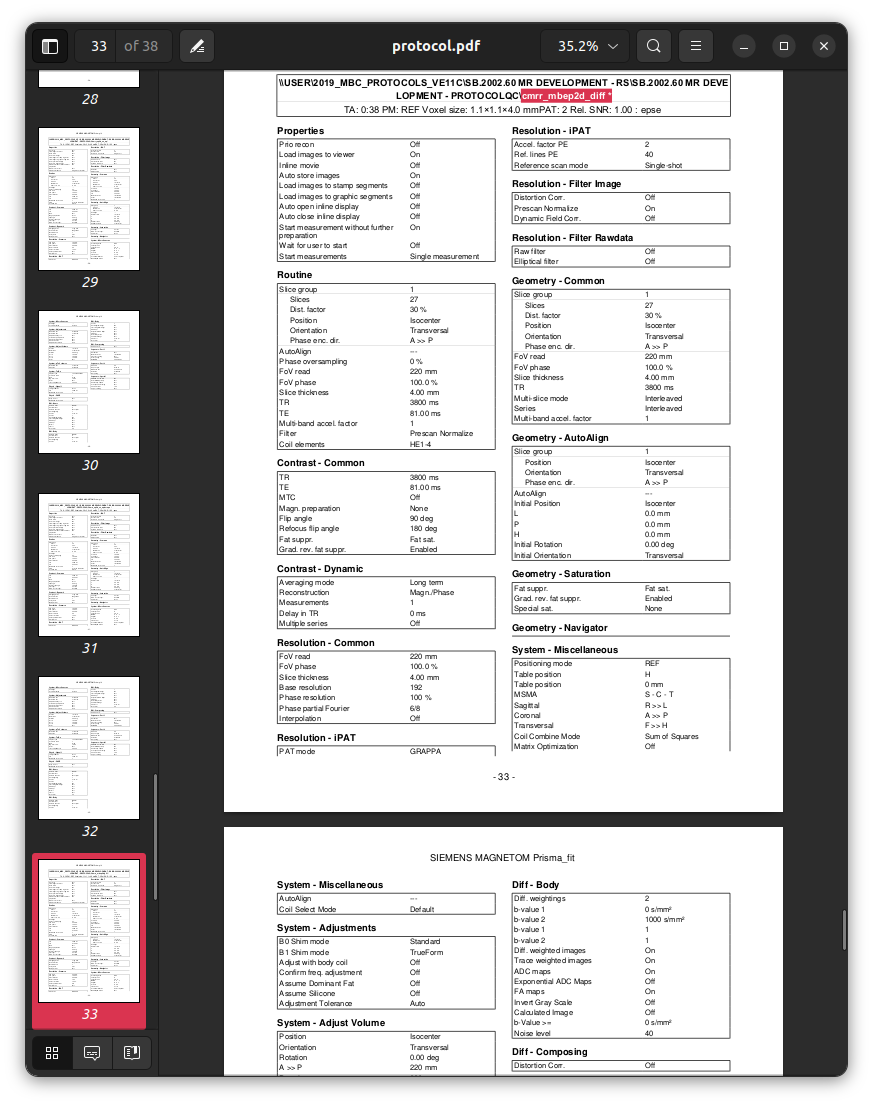 33 of 38
protocol.pdf
35.2%
28
29
30
31
32
33
\\USER\2019_MBC_PROTOCOLS_VE11C\SB.2002.60 MR DEVELOPMENT - RS\SB.2002.60 MR DEVE
LOPMENT - PROTOCOLQC\cmrr_mbep2d_diff *
TA: 0:38 PM: REF Voxel size: 1.1×1.1×4.0 mmPAT: 2 Rel. SNR: 1.00 : epse
Properties
Prio recon Off
Load images to viewer On
Inline movie Off
Auto store images On
Load images to stamp segments Off
Load images to graphic segments Off
Auto open inline display Off
Auto close inline display Off
Start measurement without further On
preparation
Wait for user to start Off
Start measurements Single measurement
Routine
Slice group 1
Slices 27
Dist. factor 30 %
Position Isocenter
Orientation Transversal
Phase enc. dir. A >> P
AutoAlign ---
Phase oversampling 0 %
FoV read 220 mm
FoV phase 100.0 %
Slice thickness 4.00 mm
TR 3800 ms
TE 81.00 ms
Multi-band accel. factor 1
Filter Prescan Normalize
Coil elements HE1-4
Contrast - Common
TR 3800 ms
TE 81.00 ms
MTC Off
Magn. preparation None
Flip angle 90 deg
Refocus flip angle 180 deg
Fat suppr. Fat sat.
Grad. rev. fat suppr. Enabled
Contrast - Dynamic
Averaging mode Long term
Reconstruction Magn./Phase
Measurements 1
Delay in TR 0 ms
Multiple series Off
Resolution - Common
FoV read 220 mm
FoV phase 100.0 %
Slice thickness 4.00 mm
Base resolution 192
Phase resolution 100 %
Phase partial Fourier 6/8
Interpolation Off
Resolution - iPAT
PAT mode GRAPPA
Resolution - iPAT
Accel. factor PE 2
Ref. lines PE 40
Reference scan mode Single-shot
Resolution - Filter Image
Distortion Corr. Off
Prescan Normalize On
Dynamic Field Corr. Off
Resolution - Filter Rawdata
Raw filter Off
Elliptical filter Off
Geometry - Common
Slice group 1
Slices 27
Dist. factor 30 %
Position Isocenter
Orientation Transversal
Phase enc. dir. A >> P
FoV read 220 mm
FoV phase 100.0 %
Slice thickness 4.00 mm
TR 3800 ms
Multi-slice mode Interleaved
Series Interleaved
Multi-band accel. factor 1
Geometry - AutoAlign
Slice group 1
Position Isocenter
Orientation Transversal
Phase enc. dir. A >> P
AutoAlign ---
Initial Position Isocenter
L 0.0 mm
P 0.0 mm
H 0.0 mm
Initial Rotation 0.00 deg
Initial Orientation Transversal
Geometry - Saturation
Fat suppr. Fat sat.
Grad. rev. fat suppr. Enabled
Special sat. None
Geometry - Navigator
System - Miscellaneous
Positioning mode REF
Table position H
Table position 0 mm
MSMA S - C - T
Sagittal R >> L
Coronal A >> P
Transversal F >> H
Coil Combine Mode Sum of Squares
Matrix Optimization Off
- 33 -
SIEMENS MAGNETOM Prisma_fit
System - Miscellaneous
AutoAlign ---
Coil Select Mode Default
System - Adjustments
B0 Shim mode Standard
B1 Shim mode TrueForm
Adjust with body coil Off
Confirm freq. adjustment Off
Assume Dominant Fat Off
Assume Silicone Off
Adjustment Tolerance Auto
System - Adjust Volume
Position Isocenter
Orientation Transversal
Rotation 0.00 deg
A >> P 220 mm
Diff - Body
Diff. weightings 2
b-value 1 0 s/mm²
b-value 2 1000 s/mm²
b-value 1 1
b-value 2 1
Diff. weighted images On
Trace weighted images On
ADC maps On
Exponential ADC Maps Off
FA maps On
Invert Gray Scale Off
Calculated Image Off
b-Value >= 0 s/mm²
Noise level 40
Diff - Composing
Distortion Corr. Off